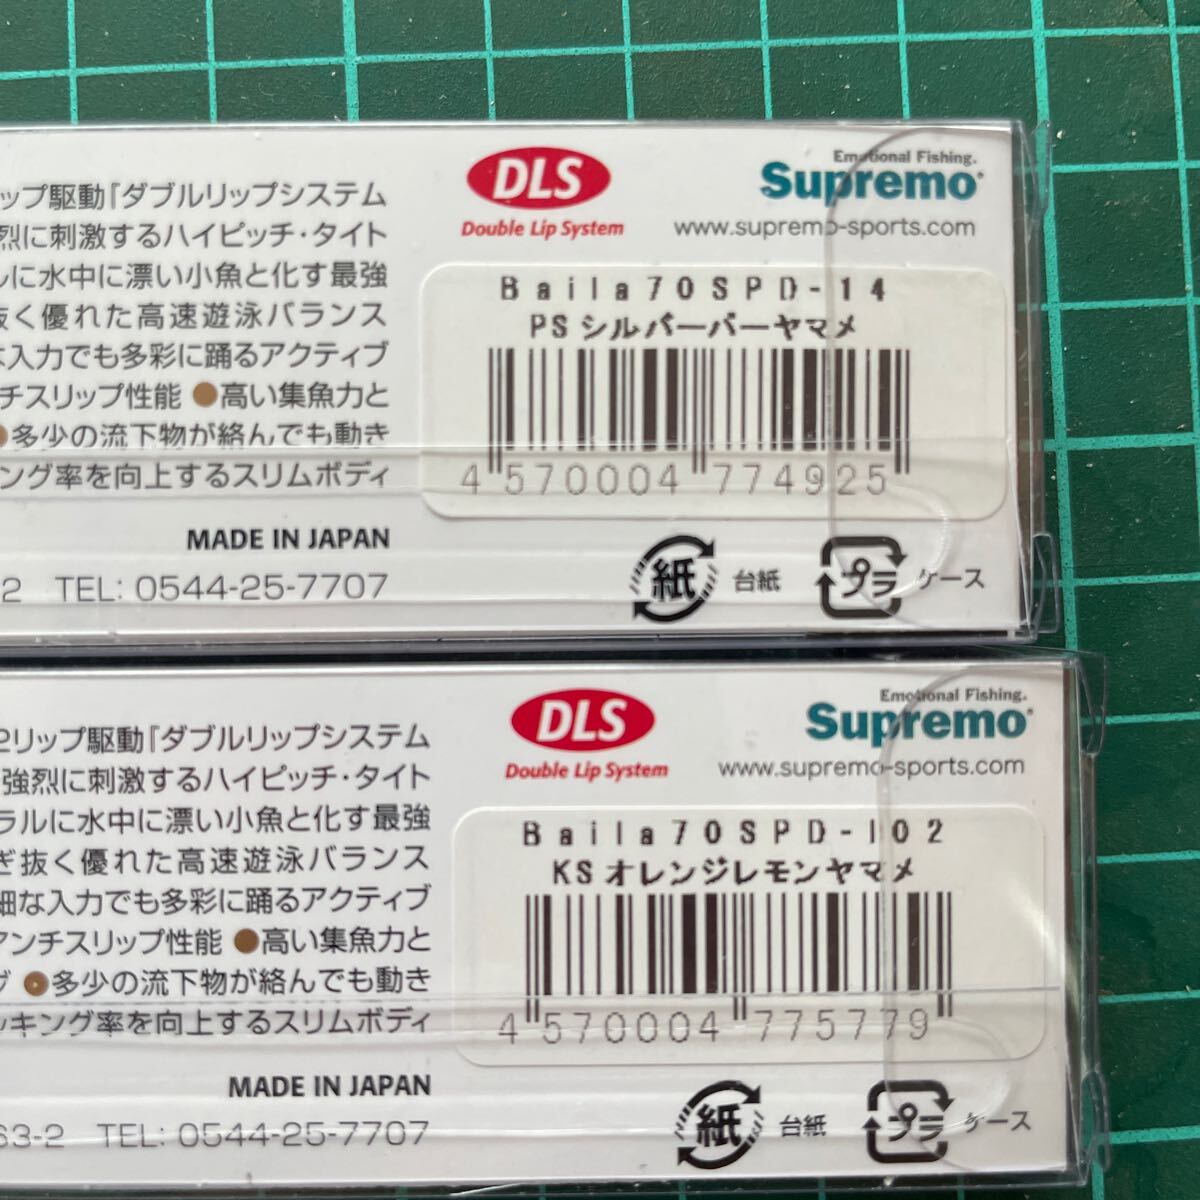 ップ駆動「ダブルリップシステム
烈に刺激するハイピッチ・タイト
ルに水中に漂い小魚と化す最強
抜く優れた高速遊泳バランス
な入力でも多彩に踊るアクティブ
チスリップ性能 ●高い集魚力と
●多少の流下物が絡んでも動き
ング率を向上するスリムボディ
MADE IN JAPAN
2 TEL: 0544-25-7707
DLS
Double Lip System
Emotional Fishing.
Supremo
www.supremo-sports.com
Baila70SPD-14
PSシルバーバーヤマメ
4 570004 774925
紙 台紙 プラ ケース
2リップ駆動「ダブルリップシステム
強烈に刺激するハイピッチ・タイト
ラルに水中に漂い小魚と化す最強
ぎ抜く優れた高速遊泳バランス
細な入力でも多彩に踊るアクティブ
アンチスリップ性能 ●高い集魚力と
グ ●多少の流下物が絡んでも動き
ッキング率を向上するスリムボディ
MADE IN JAPAN
63-2 TEL: 0544-25-7707
DLS
Double Lip System
Emotional Fishing.
Supremo
www.supremo-sports.com
Baila70SPD-102
KSオレンジレモンヤマメ
4 570004 775779
紙 台紙 プラ ケース